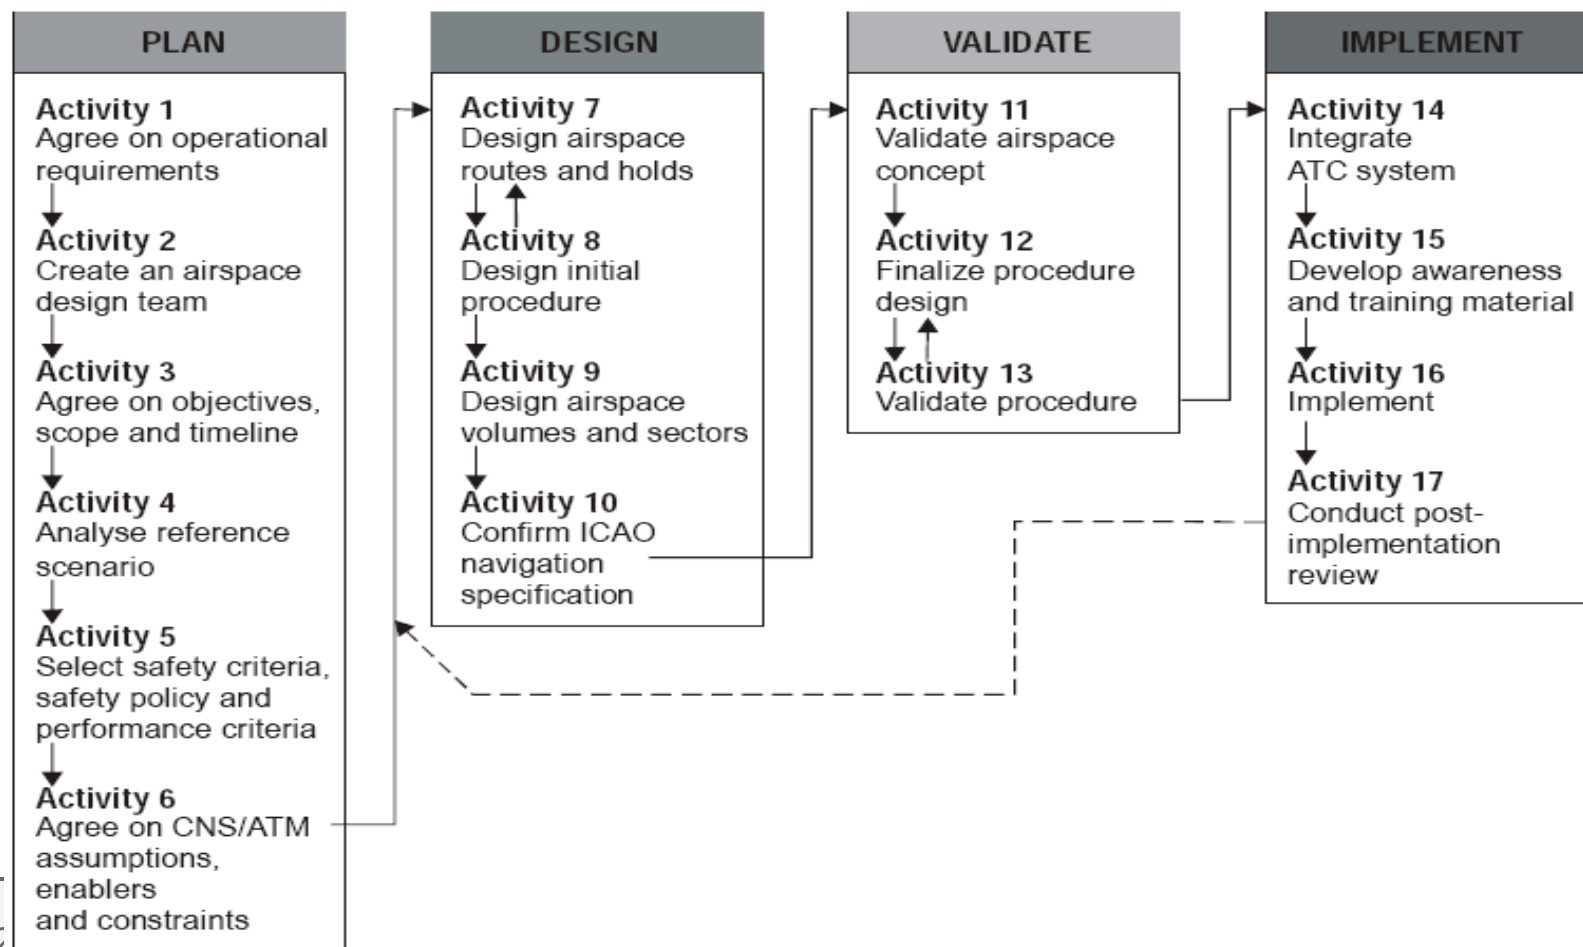 PLAN
Activity 1
Agree on operational
requirements
Activity 2
Create an airspace
design team
Activity 3
Agree on objectives,
scope and timeline
Activity 4
Analyse reference
scenario
Activity 5
Select safety criteria,
safety policy and
performance criteria
Activity 6
Agree on CNS/ATM
assumptions,
enablers
and constraints
DESIGN
Activity 7
Design airspace
routes and holds
Activity 8
Design initial
procedure
Activity 9
Design airspace
volumes and sectors
Activity 10
Confirm ICAO
navigation
specification
VALIDATE
Activity 11
Validate airspace
concept
Activity 12
Finalize procedure
design
Activity 13
Validate procedure
IMPLEMENT
Activity 14
Integrate
ATC system
Activity 15
Develop awareness
and training material
Activity 16
Implement
Activity 17
Conduct post-
implementation
review